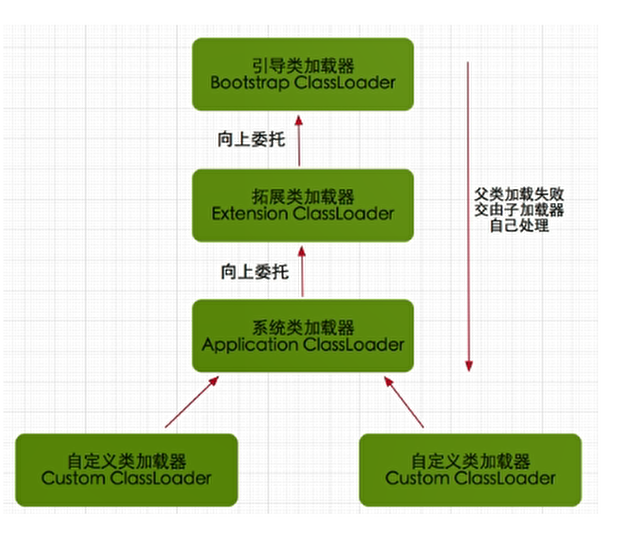 引导类加载器
Bootstrap ClassLoader
向上委托
拓展类加载器
Extension ClassLoader
父类加载失败
交由子加载器
自己处理
向上委托
系统类加载器
Application ClassLoader
自定义类加载器
Custom ClassLoader
自定义类加载器
Custom ClassLoader